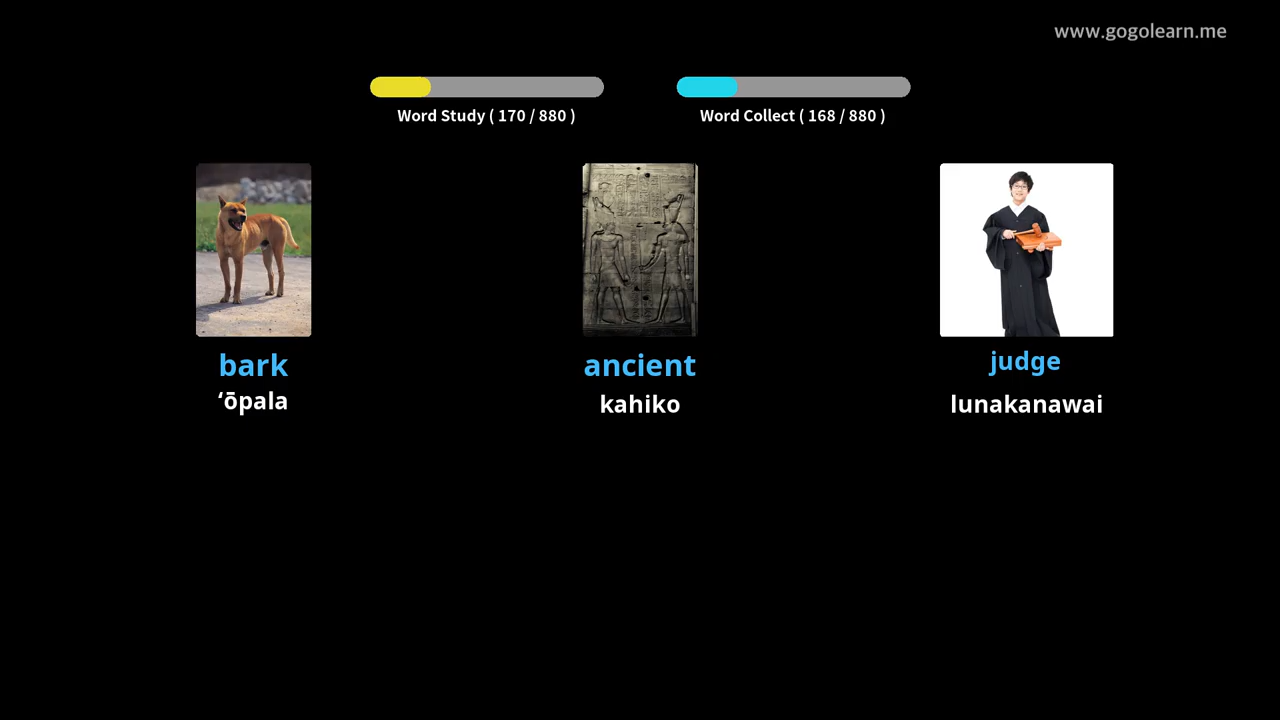 www.gogolearn.me
Word Study ( 170 / 880 )
Word Collect ( 168 / 880 )
bark
ʻōpala
ancient
kahiko
judge
lunakanawai